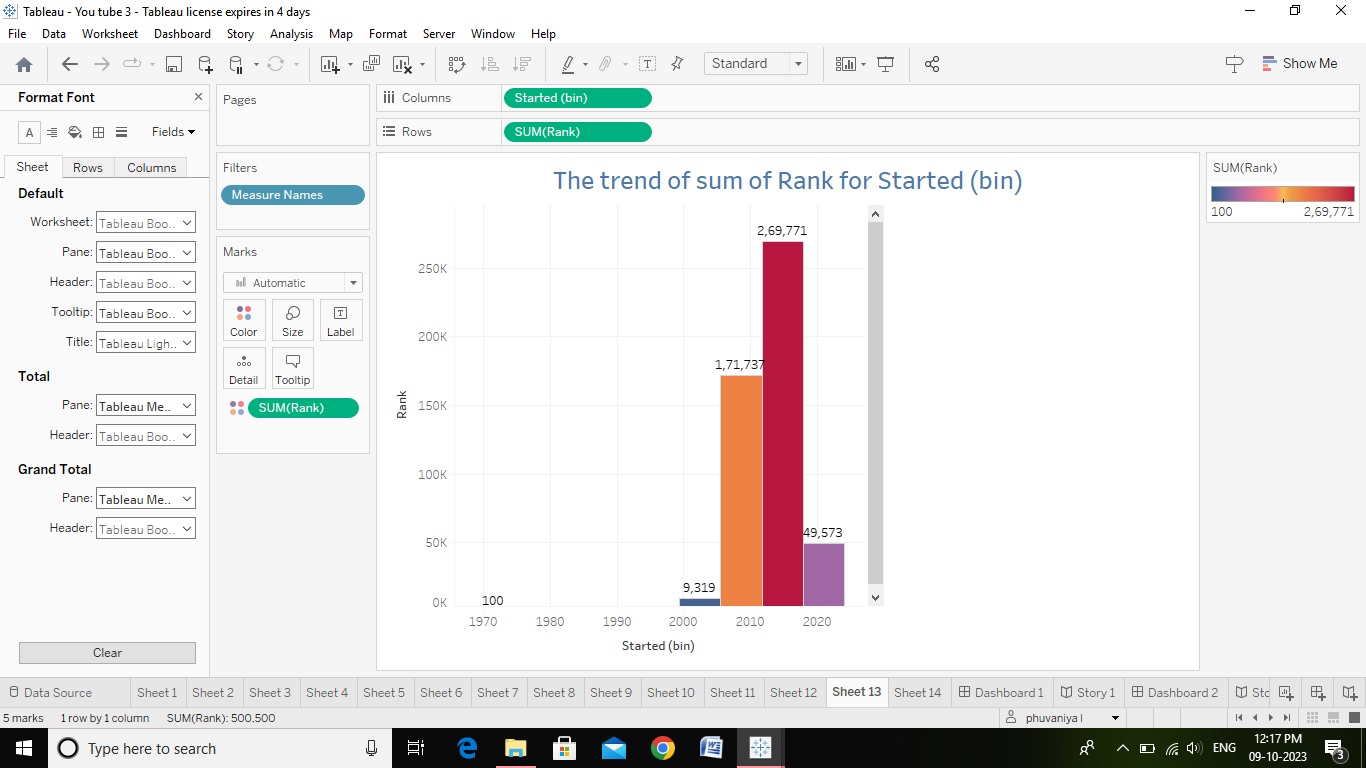 Tableau - You tube 3 - Tableau license expires in 4 days
File Data Worksheet Dashboard Story Analysis Map Format Server Window Help
Standard
Show Me
Format Font
Fields
Sheet Rows Columns
Default
Worksheet: Tableau Boo..
Pane: Tableau Boo..
Header: Tableau Boo..
Tooltip: Tableau Boo..
Title: Tableau Ligh..
Total
Pane: Tableau Me..
Header: Tableau Boo..
Grand Total
Pane: Tableau Me..
Header: Tableau Boo..
Clear
Pages
Filters
Measure Names
Marks
Automatic
Color Size Label
Detail Tooltip
SUM(Rank)
Columns Started (bin)
Rows SUM(Rank)
The trend of sum of Rank for Started (bin)
2,69,771
250K
200K
1,71,737
150K
Rank
100K
49,573
50K
9,319
100
0K
1970 1980 1990 2000 2010 2020
Started (bin)
SUM(Rank)
100 2,69,771
Data Source Sheet 1 Sheet 2 Sheet 3 Sheet 4 Sheet 5 Sheet 6 Sheet 7 Sheet 8 Sheet 9 Sheet 10 Sheet 11 Sheet 12 Sheet 13 Sheet 14 Dashboard 1 Story 1 Dashboard 2 Stc
5 marks 1 row by 1 column SUM(Rank): 500,500
phuvaniya l
Type here to search
ENG
12:17 PM
09-10-2023
3